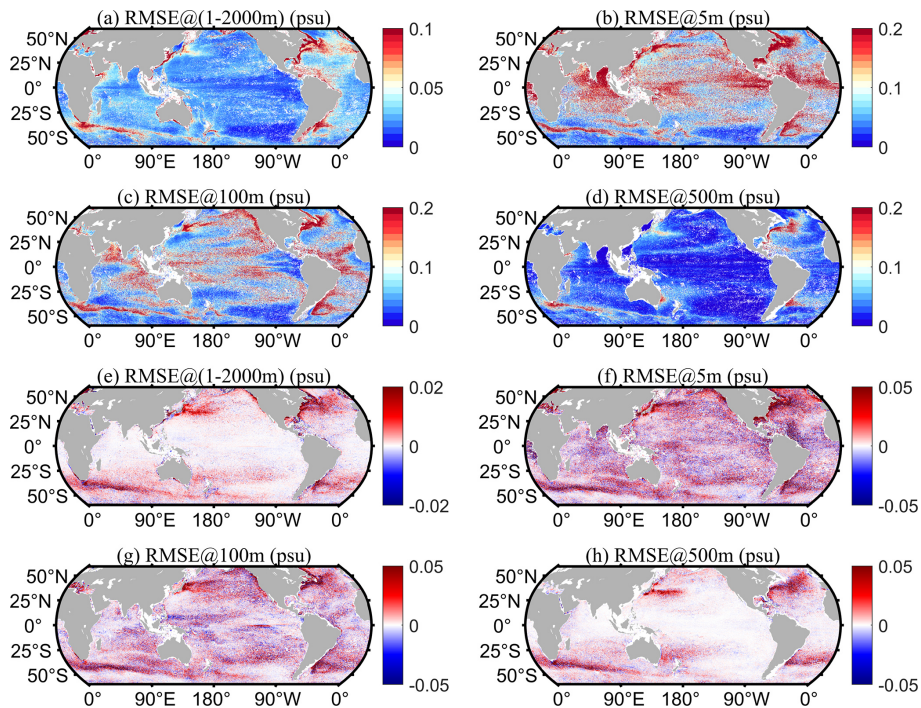 (a) RMSE@(1-2000m) (psu)
50°N
25°N
0°
25°S
50°S
0° 90°E 180° 90°W 0°
0.1
0.05
0
(b) RMSE@5m (psu)
50°N
25°N
0°
25°S
50°S
0° 90°E 180° 90°W 0°
0.2
0.1
0
(c) RMSE@100m (psu)
50°N
25°N
0°
25°S
50°S
0° 90°E 180° 90°W 0°
0.2
0.1
0
(d) RMSE@500m (psu)
50°N
25°N
0°
25°S
50°S
0° 90°E 180° 90°W 0°
0.2
0.1
0
(e) RMSE@(1-2000m) (psu)
50°N
25°N
0°
25°S
50°S
0° 90°E 180° 90°W 0°
0.02
0
-0.02
(f) RMSE@5m (psu)
50°N
25°N
0°
25°S
50°S
0° 90°E 180° 90°W 0°
0.05
0
-0.05
(g) RMSE@100m (psu)
50°N
25°N
0°
25°S
50°S
0° 90°E 180° 90°W 0°
0.05
0
-0.05
(h) RMSE@500m (psu)
50°N
25°N
0°
25°S
50°S
0° 90°E 180° 90°W 0°
0.05
0
-0.05